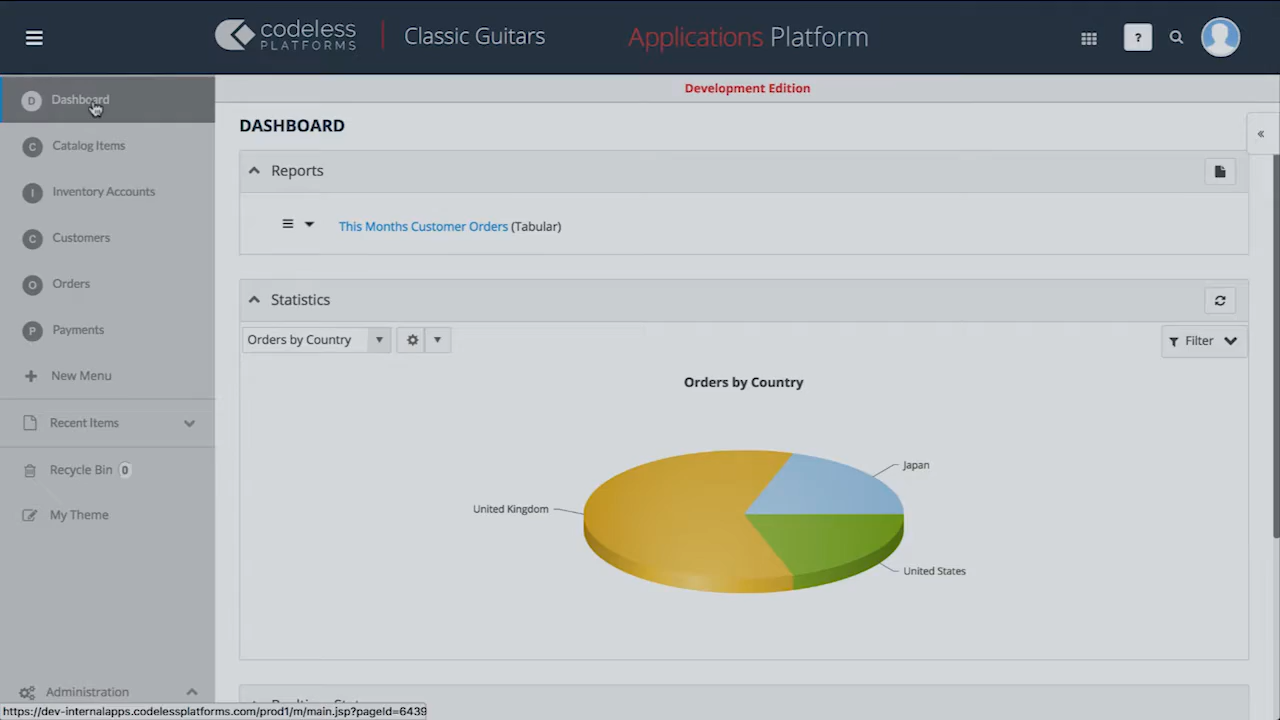 codeless
PLATFORMS
Classic Guitars
Applications Platform
?
Development Edition
D Dashboard
C Catalog Items
I Inventory Accounts
C Customers
O Orders
P Payments
+ New Menu
Recent Items
Recycle Bin 0
My Theme
Administration
https://dev-internalapps.codelessplatforms.com/prod1/m/main.jsp?pageId=6439
DASHBOARD
«
Reports
This Months Customer Orders (Tabular)
Statistics
Orders by Country
Filter
Orders by Country
Japan
United Kingdom
United States